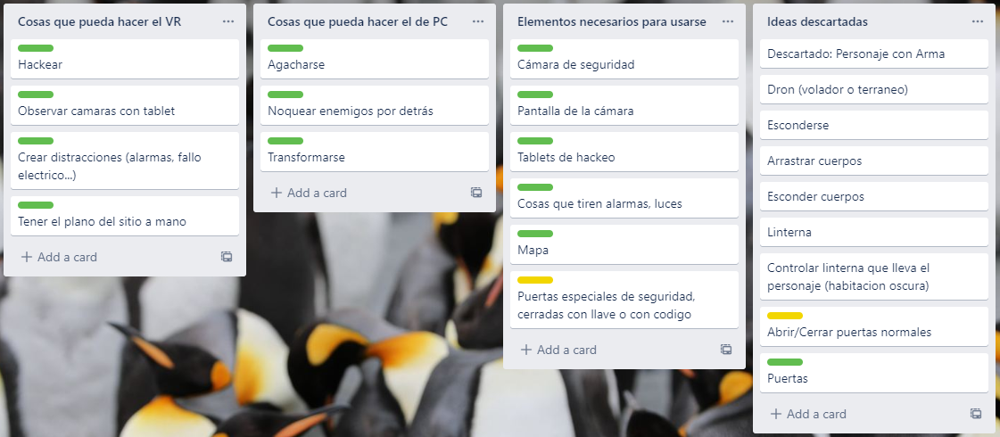 Cosas que pueda hacer el VR
Hackear
Observar camaras con tablet
Crear distracciones (alarmas, fallo
electrico...)
Tener el plano del sitio a mano
Add a card
Cosas que pueda hacer el de PC
Agacharse
Noquear enemigos por detrás
Transformarse
Add a card
Elementos necesarios para usarse
Cámara de seguridad
Pantalla de la cámara
Tablets de hackeo
Cosas que tiren alarmas, luces
Mapa
Puertas especiales de seguridad,
cerradas con llave o con codigo
Add a card
Ideas descartadas
Descartado: Personaje con Arma
Dron (volador o terraneo)
Esconderse
Arrastrar cuerpos
Esconder cuerpos
Linterna
Controlar linterna que lleva el
personaje (habitacion oscura)
Abrir/Cerrar puertas normales
Puertas
Add a card